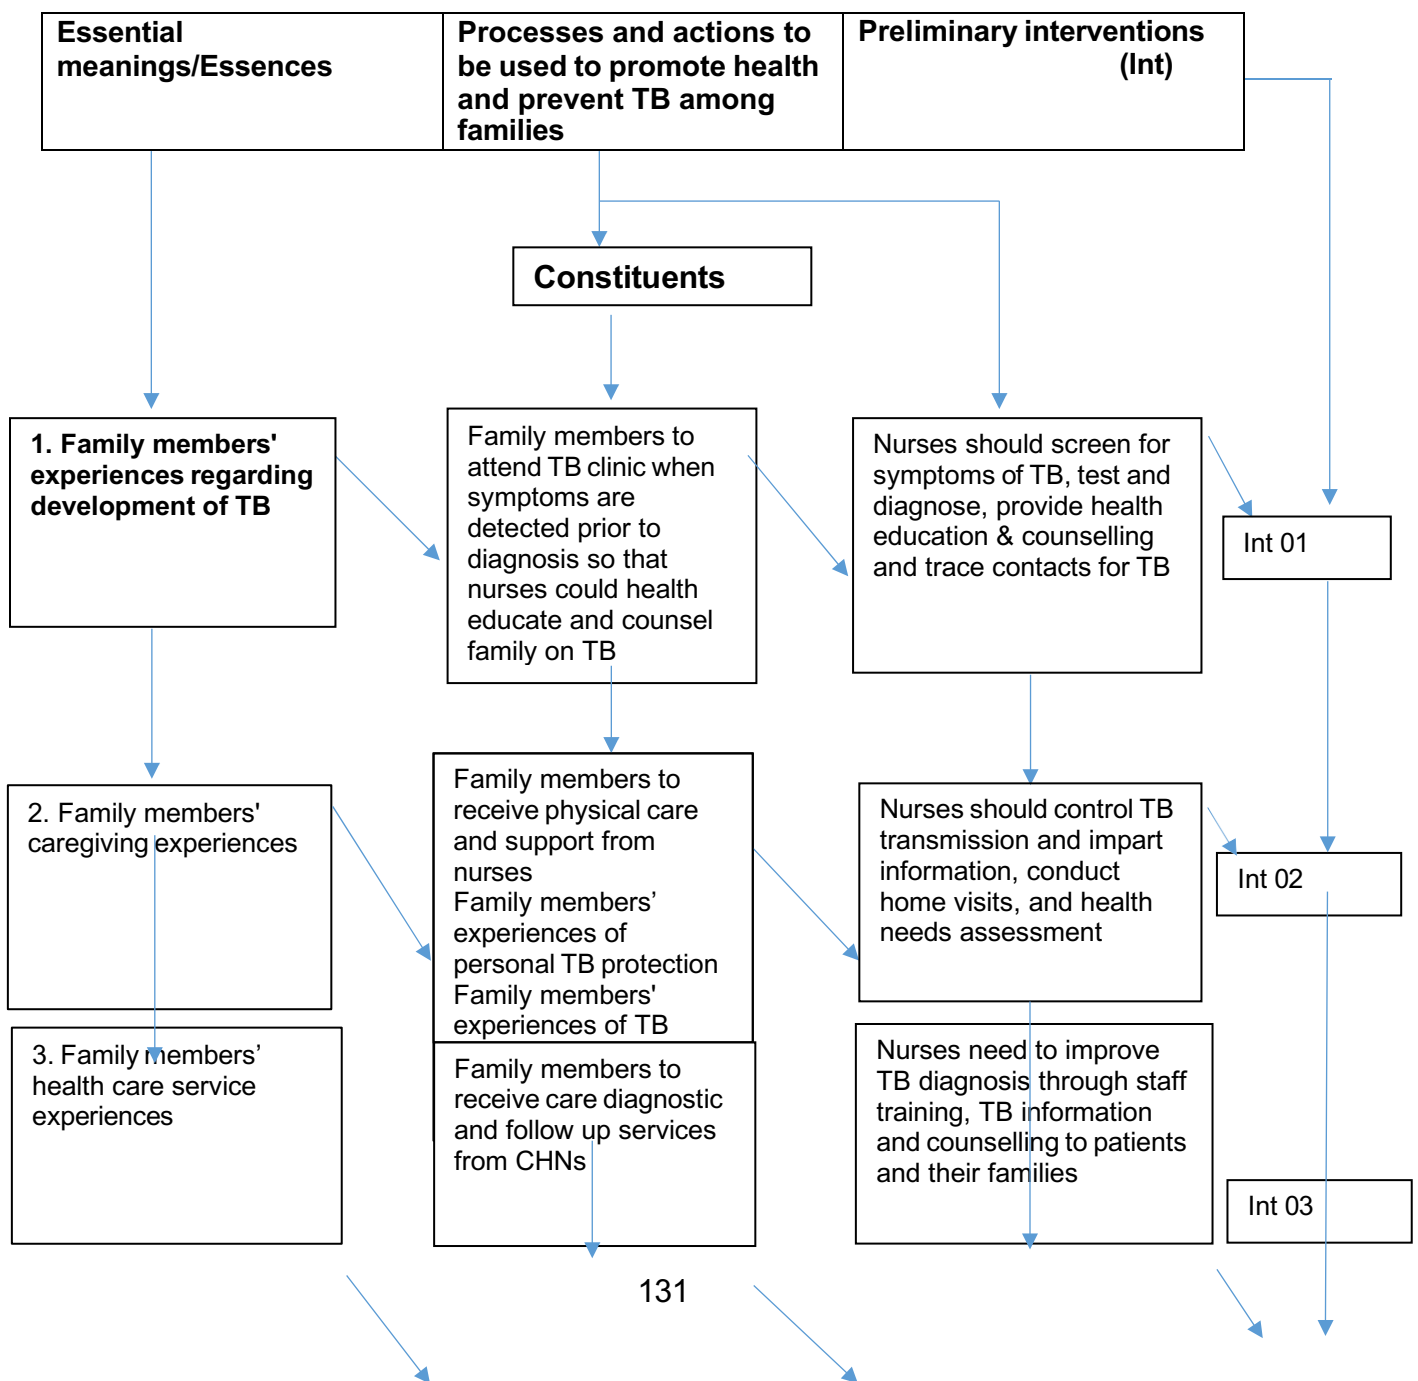 Essential
meanings/Essences
Processes and actions to
be used to promote health
and prevent TB among
families
Preliminary interventions
(Int)
Constituents
1. Family members'
experiences regarding
development of TB
Family members to
attend TB clinic when
symptoms are
detected prior to
diagnosis so that
nurses could health
educate and counsel
family on TB
Nurses should screen for
symptoms of TB, test and
diagnose, provide health
education & counselling
and trace contacts for TB
Int 01
2. Family members'
caregiving experiences
Family members to
receive physical care
and support from
nurses
Family members’
experiences of
personal TB protection
Family members'
experiences of TB
Nurses should control TB
transmission and impart
information, conduct
home visits, and health
needs assessment
Int 02
3. Family members’
health care service
experiences
Family members to
receive care diagnostic
and follow up services
from CHNs
Nurses need to improve
TB diagnosis through staff
training, TB information
and counselling to patients
and their families
Int 03
131